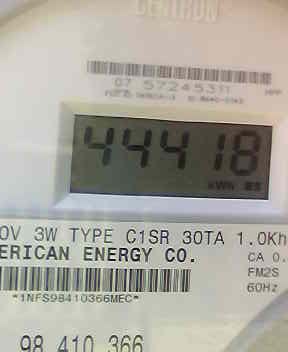 CENTRON
07 57245311
44418
kWh
0V 3W TYPE C1SR 30TA 1.0Kh
ERICAN ENERGY CO.
CA 0.
FM2S
*1NFS98410366MEC*
60Hz
98 410 366